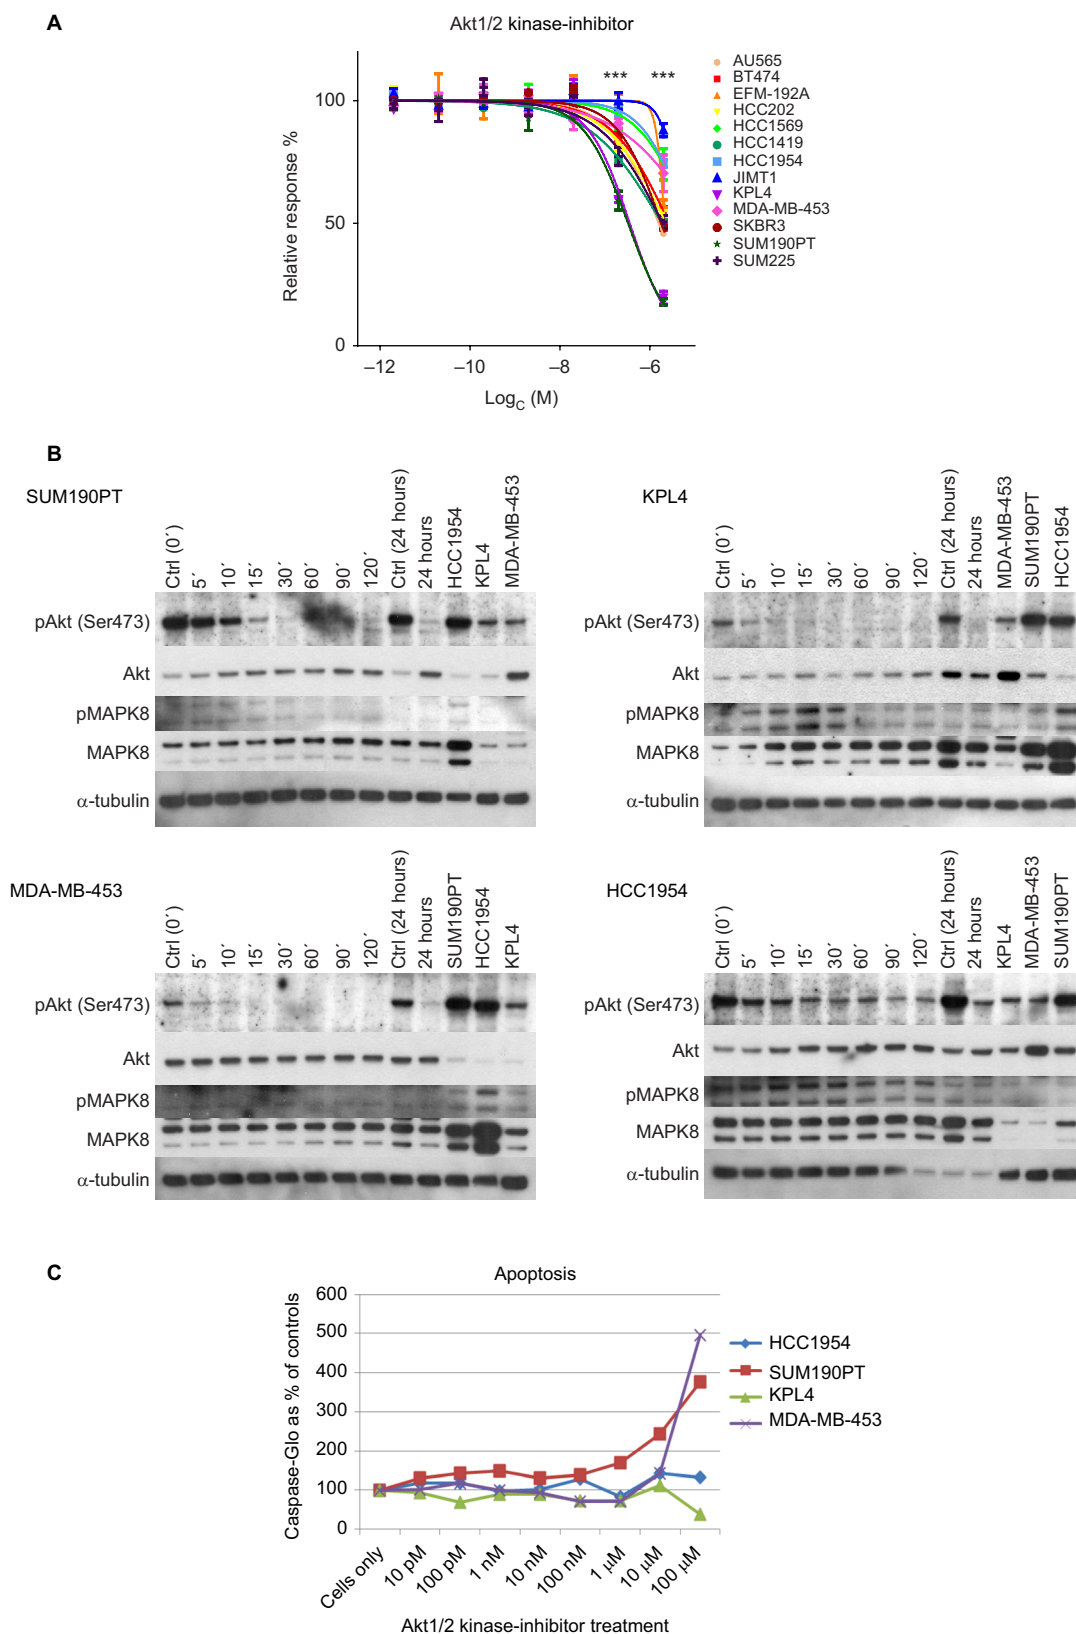 A
Akt1/2 kinase-inhibitor
Relative response %
100
50
0
*** ***
–12 –10 –8 –6
LogC (M)
AU565
BT474
EFM-192A
HCC202
HCC1569
HCC1419
HCC1954
JIMT1
KPL4
MDA-MB-453
SKBR3
SUM190PT
SUM225
B
SUM190PT
Ctrl (0´) 5´ 10´ 15´ 30´ 60´ 90´ 120´ Ctrl (24 hours) 24 hours HCC1954 KPL4 MDA-MB-453
pAkt (Ser473)
Akt
pMAPK8
MAPK8
α-tubulin
KPL4
Ctrl (0´) 5´ 10´ 15´ 30´ 60´ 90´ 120´ Ctrl (24 hours) 24 hours MDA-MB-453 SUM190PT HCC1954
pAkt (Ser473)
Akt
pMAPK8
MAPK8
α-tubulin
MDA-MB-453
Ctrl (0´) 5´ 10´ 15´ 30´ 60´ 90´ 120´ Ctrl (24 hours) 24 hours SUM190PT HCC1954 KPL4
pAkt (Ser473)
Akt
pMAPK8
MAPK8
α-tubulin
HCC1954
Ctrl (0´) 5´ 10´ 15´ 30´ 60´ 90´ 120´ Ctrl (24 hours) 24 hours KPL4 MDA-MB-453 SUM190PT
pAkt (Ser473)
Akt
pMAPK8
MAPK8
α-tubulin
C
Apoptosis
Caspase-Glo as % of controls
600
500
400
300
200
100
0
Cells only 10 pM 100 pM 1 nM 10 nM 100 nM 1 µM 10 µM 100 µM
Akt1/2 kinase-inhibitor treatment
HCC1954
SUM190PT
KPL4
MDA-MB-453